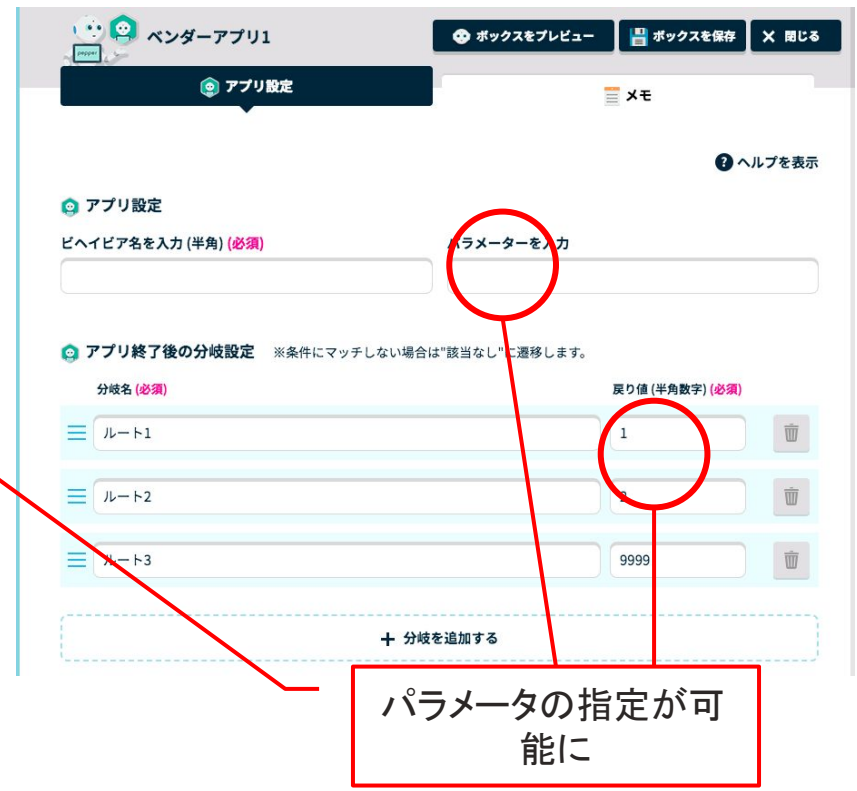 pepper
ベンダーアプリ1
ボックスをプレビュー
ボックスを保存
× 閉じる
アプリ設定
メモ
? ヘルプを表示
アプリ設定
ビヘイビア名を入力 (半角) (必須)
パラメーターを入力
アプリ終了後の分岐設定 ※条件にマッチしない場合は"該当なし"に遷移します。
分岐名 (必須)
戻り値 (半角数字) (必須)
ルート1
1
ルート2
2
ルート3
9999
+ 分岐を追加する
パラメータの指定が可
能に